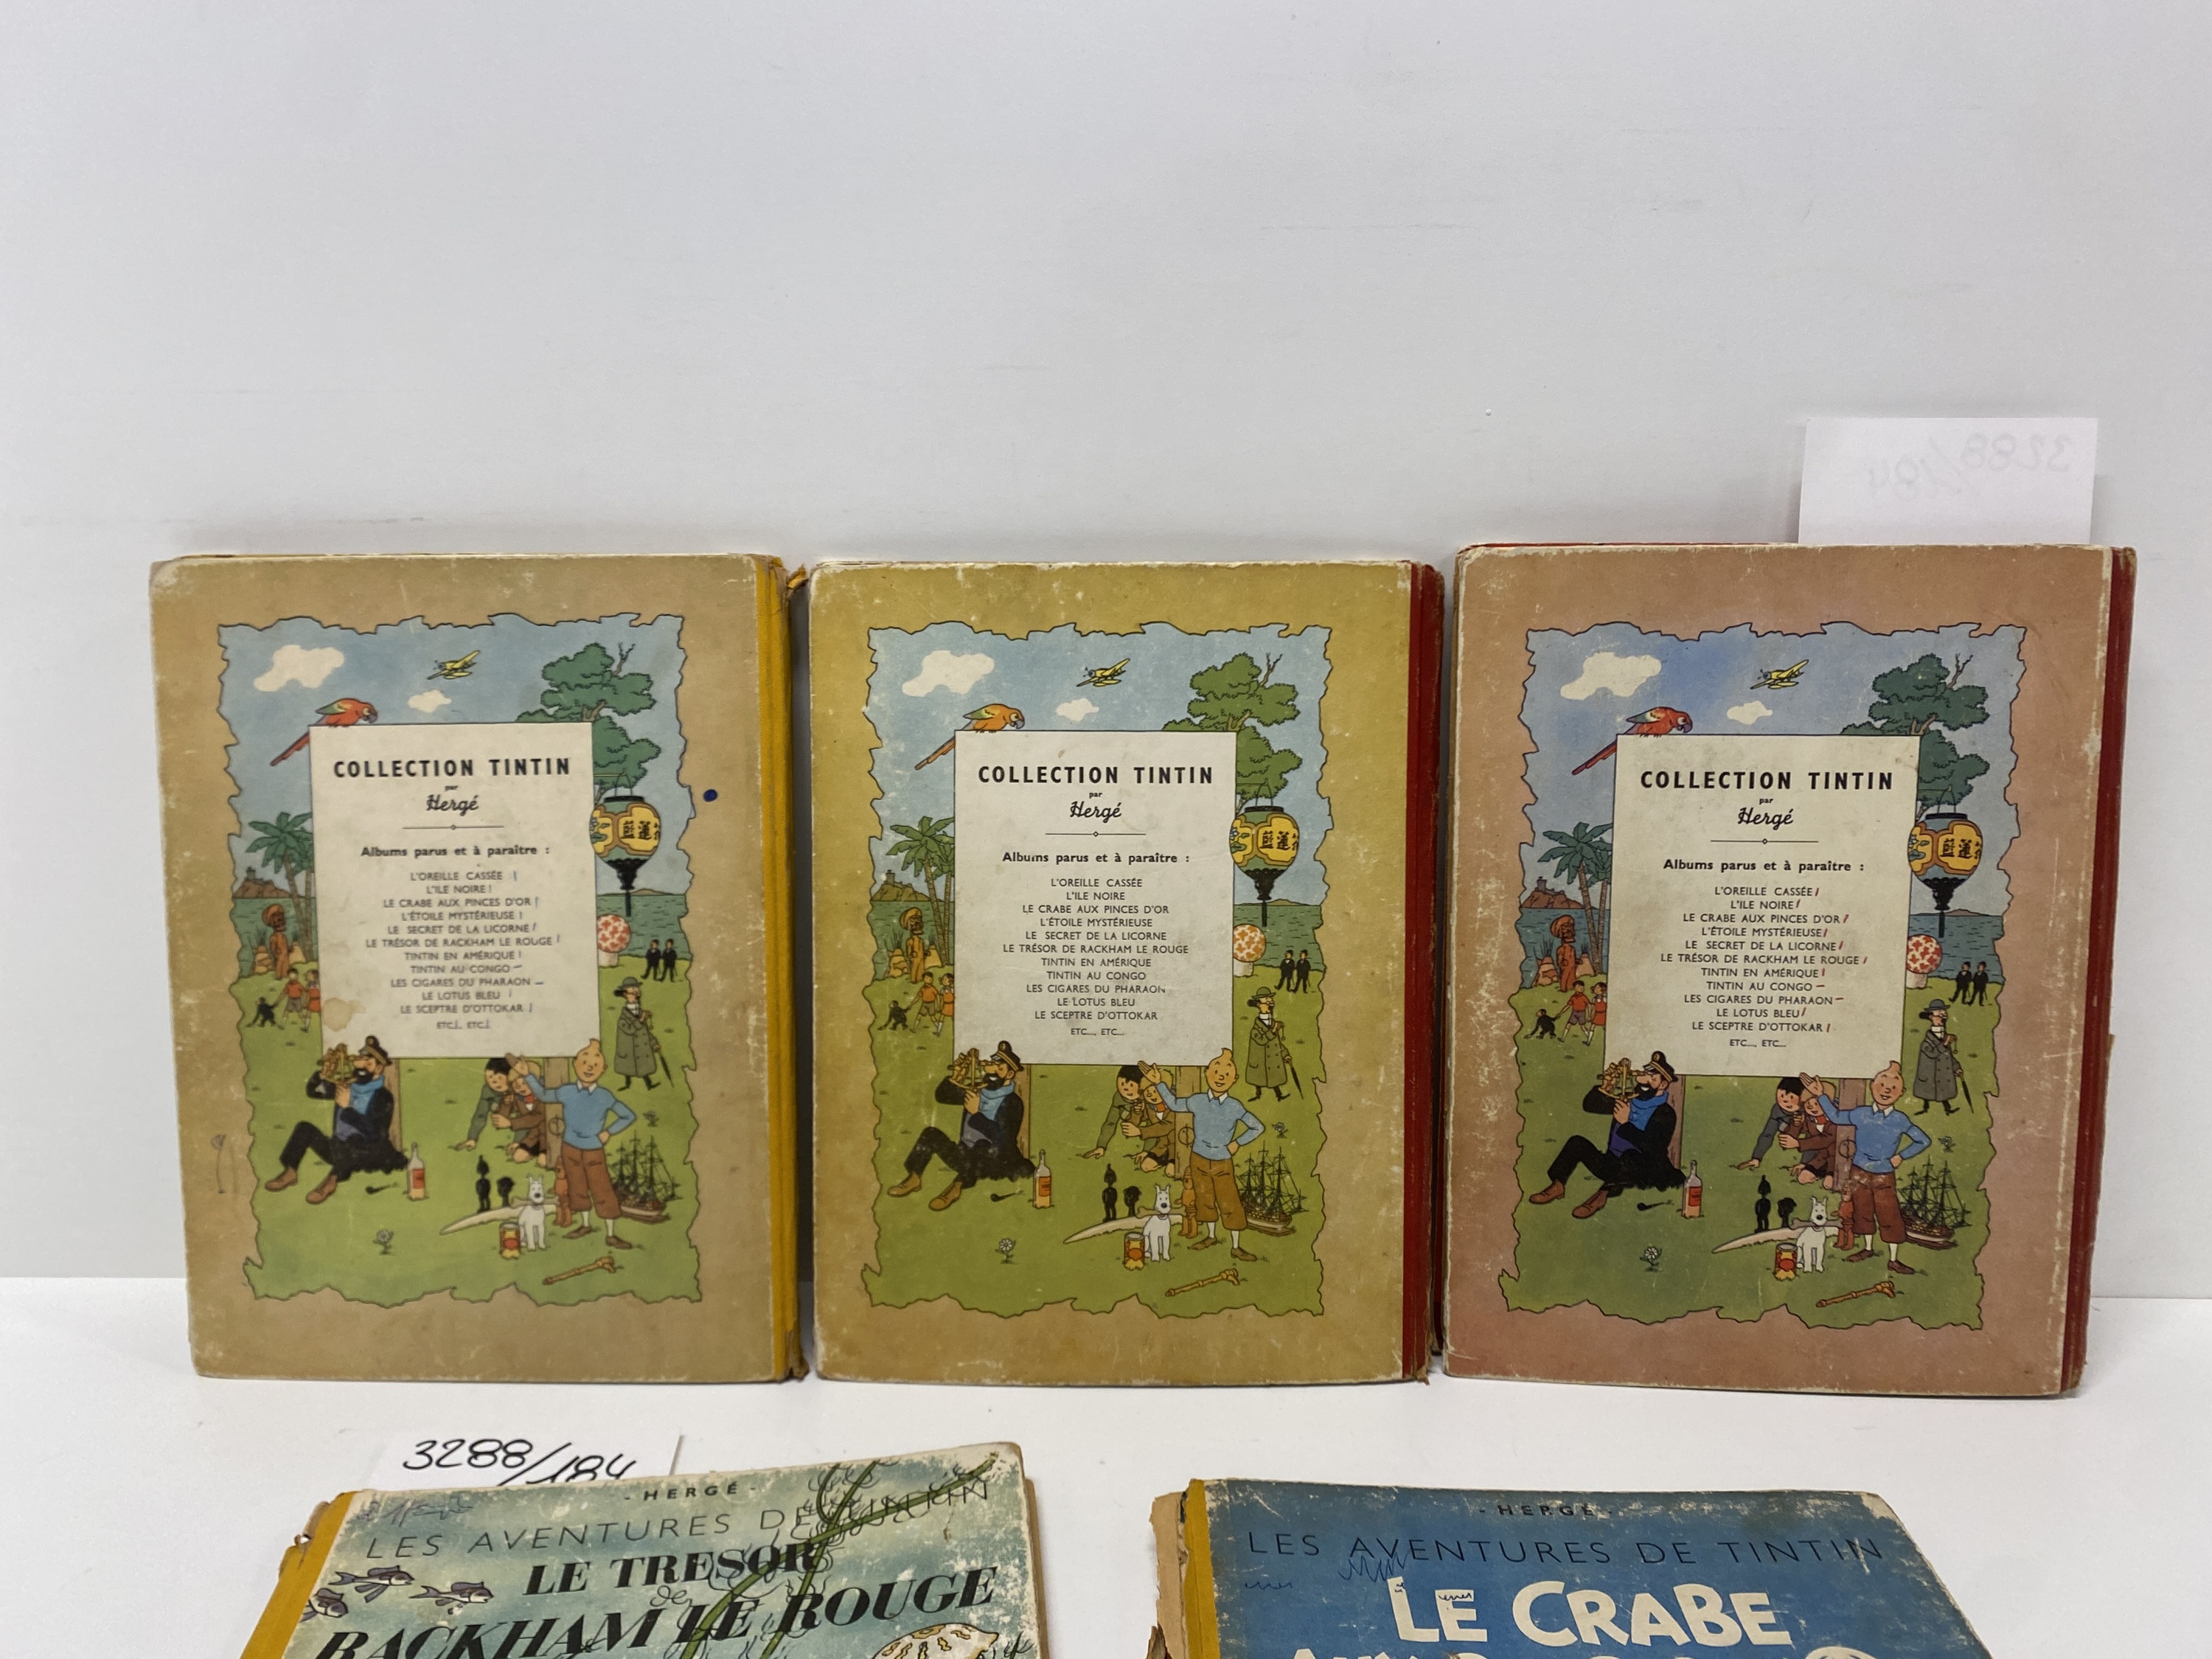 3288/184
COLLECTION TINTIN
par
Hergé
Albums parus et à paraître :
L'OREILLE CASSÉE
L'ILE NOIRE
LE CRABE AUX PINCES D'OR
L'ÉTOILE MYSTÉRIEUSE
LE SECRET DE LA LICORNE
LE TRÉSOR DE RACKHAM LE ROUGE
TINTIN EN AMÉRIQUE
TINTIN AU CONGO
LES CIGARES DU PHARAON
LE LOTUS BLEU
LE SCEPTRE D'OTTOKAR
ETC..., ETC...
藍蓮
COLLECTION TINTIN
par
Hergé
Albums parus et à paraître :
L'OREILLE CASSÉE
L'ILE NOIRE
LE CRABE AUX PINCES D'OR
L'ÉTOILE MYSTÉRIEUSE
LE SECRET DE LA LICORNE
LE TRÉSOR DE RACKHAM LE ROUGE
TINTIN EN AMÉRIQUE
TINTIN AU CONGO
LES CIGARES DU PHARAON
LE LOTUS BLEU
LE SCEPTRE D'OTTOKAR
ETC..., ETC...
藍蓮
COLLECTION TINTIN
par
Hergé
Albums parus et à paraître :
L'OREILLE CASSÉE
L'ILE NOIRE
LE CRABE AUX PINCES D'OR
L'ÉTOILE MYSTÉRIEUSE
LE SECRET DE LA LICORNE
LE TRÉSOR DE RACKHAM LE ROUGE
TINTIN EN AMÉRIQUE
TINTIN AU CONGO
LES CIGARES DU PHARAON
LE LOTUS BLEU
LE SCEPTRE D'OTTOKAR
ETC..., ETC...
藍蓮
3288/184
- HERGÉ -
LES AVENTURES DE TINTIN
LE TRESOR
de
RACKHAM LE ROUGE
- HERGÉ -
LES AVENTURES DE TINTIN
LE CRABE